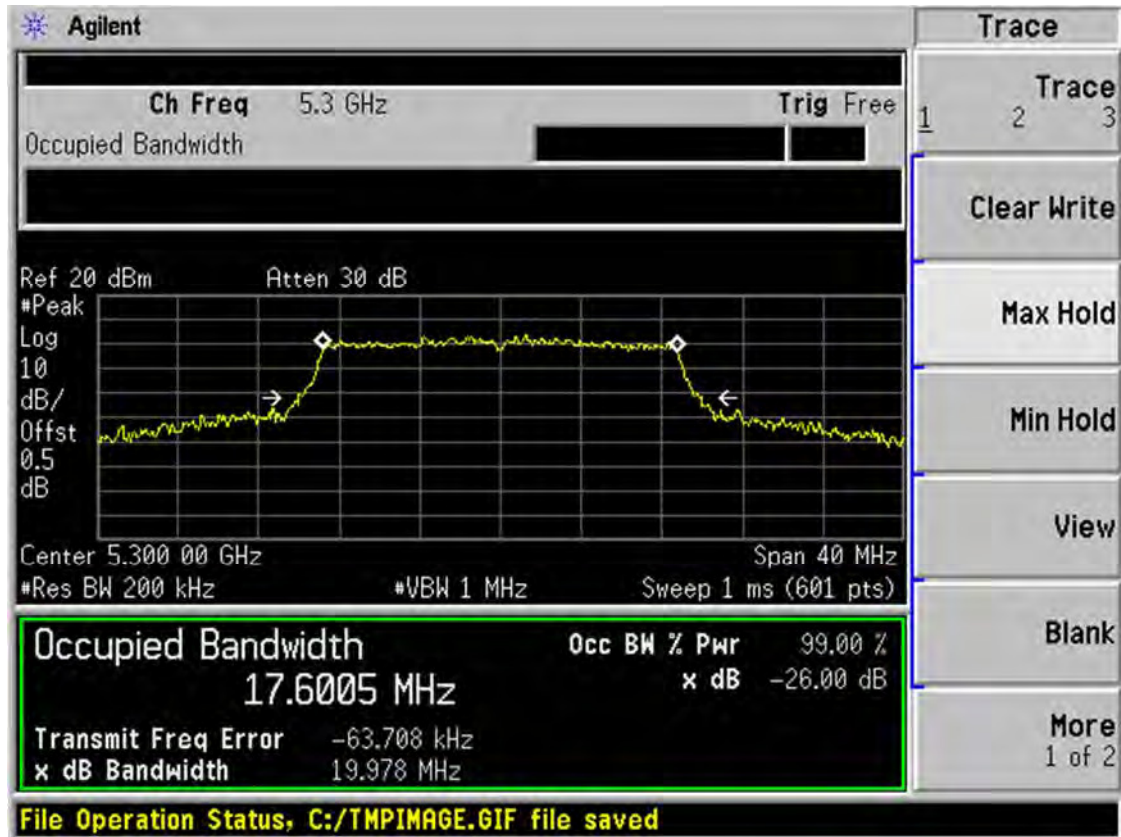 Agilent
Trace
Ch Freq 5.3 GHz Trig Free
Occupied Bandwidth
Trace
1 2 3
Clear Write
Max Hold
Min Hold
View
Blank
More
1 of 2
Ref 20 dBm Atten 30 dB
#Peak
Log
10
dB/
Offst
0.5
dB
Center 5.300 00 GHz Span 40 MHz
#Res BW 200 kHz #VBW 1 MHz Sweep 1 ms (601 pts)
Occupied Bandwidth
17.6005 MHz
Occ BW % Pwr 99.00 %
x dB -26.00 dB
Transmit Freq Error -63.708 kHz
x dB Bandwidth 19.978 MHz
File Operation Status, C:/TMPIMAGE.GIF file saved